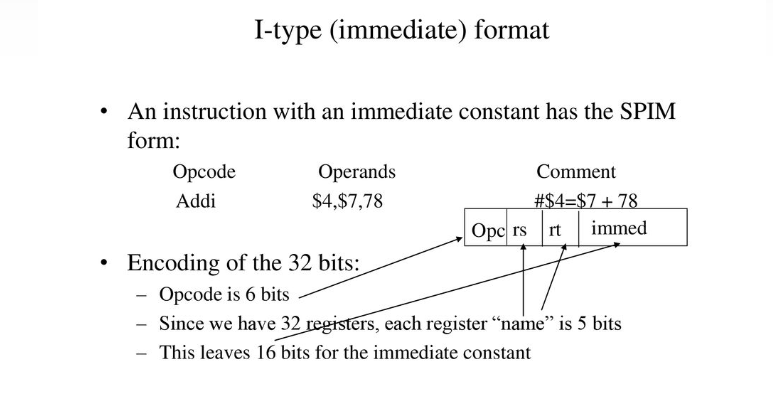 I-type (immediate) format
• An instruction with an immediate constant has the SPIM
form:
Opcode Operands Comment
Addi $4,$7,78 #$4=$7 + 78
Opc rs rt immed
• Encoding of the 32 bits:
– Opcode is 6 bits
– Since we have 32 registers, each register “name” is 5 bits
– This leaves 16 bits for the immediate constant